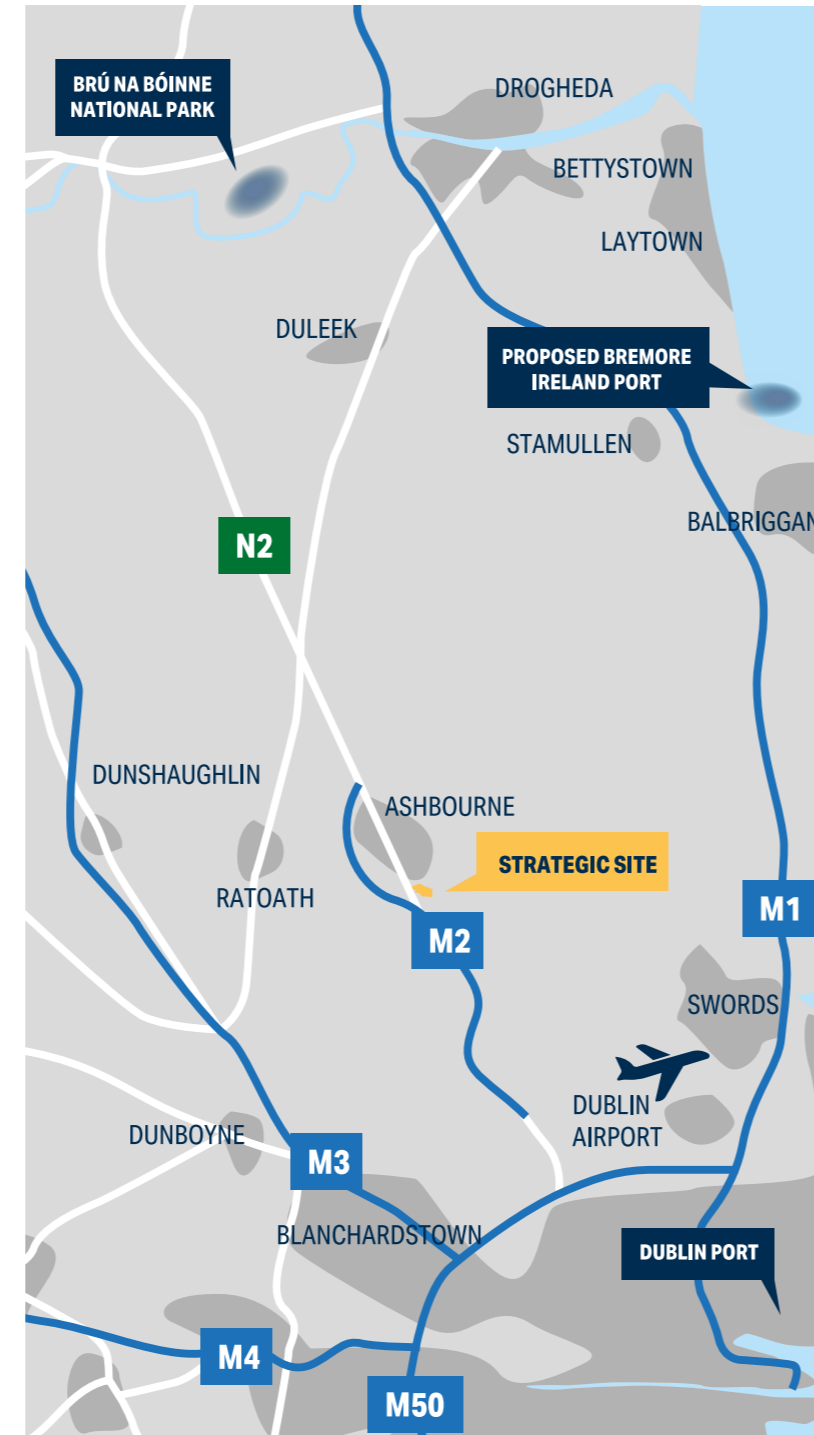 BRÚ NA BÓINNE
NATIONAL PARK
DROGHEDA
BETTYSTOWN
LAYTOWN
DULEEK
PROPOSED BREMORE
IRELAND PORT
STAMULLEN
BALBRIGGAN
N2
DUNSHAUGHLIN
ASHBOURNE
STRATEGIC SITE
RATOATH
M1
M2
SWORDS
DUBLIN
AIRPORT
DUNBOYNE
M3
BLANCHARDSTOWN
DUBLIN PORT
M4
M50